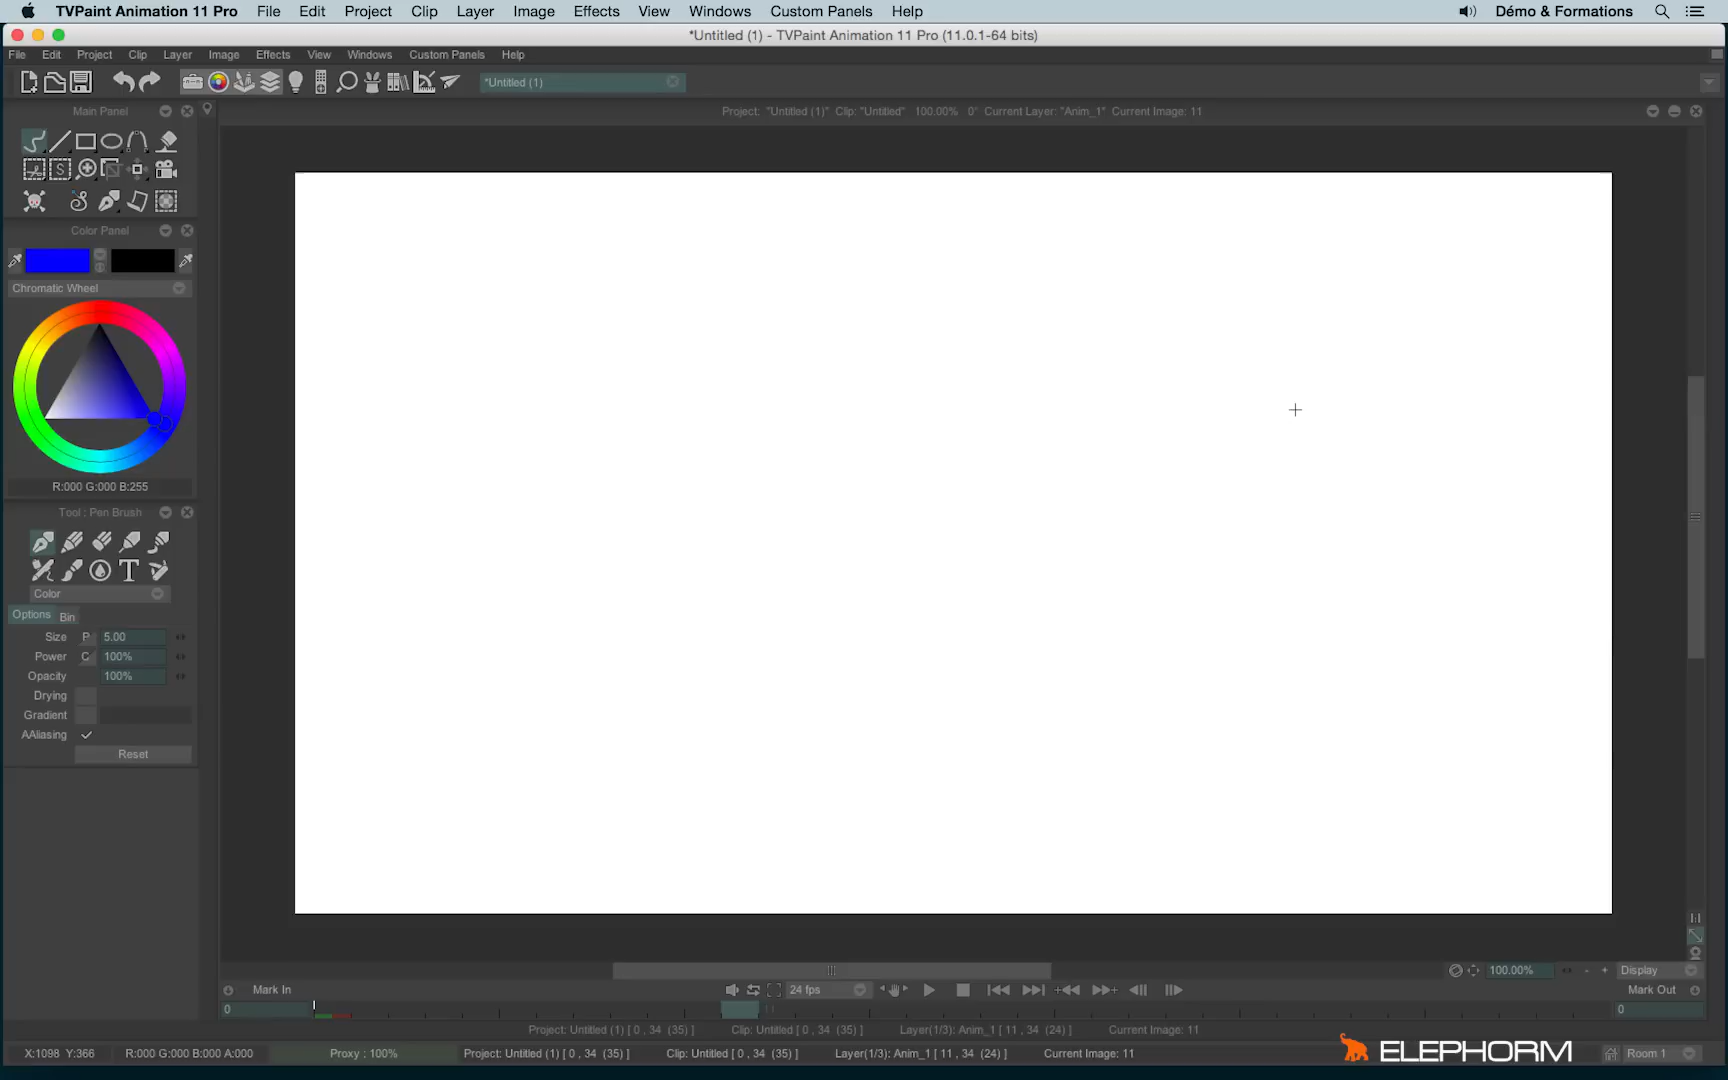 TVPaint Animation 11 Pro File Edit Project Clip Layer Image Effects View Windows Custom Panels Help Démo & Formations
*Untitled (1) - TVPaint Animation 11 Pro (11.0.1-64 bits)
File Edit Project Clip Layer Image Effects View Windows Custom Panels Help
*Untitled (1)
Main Panel
Project: "Untitled (1)" Clip: "Untitled" 100.00% 0° Current Layer: "Anim_1" Current Image: 11
S
Color Panel
Chromatic Wheel
R:000 G:000 B:255
Tool : Pen Brush
T
Color
Options Bin
Size P 5.00
Power C 100%
Opacity 100%
Drying
Gradient
AAliasing
Reset
1:1
100.00% - + Display
Mark In 24 fps Mark Out
0 0
Project: Untitled (1) [ 0 , 34 (35) ] Clip: Untitled [ 0 , 34 (35) ] Layer(1/3): Anim_1 [ 11 , 34 (24) ] Current Image: 11
X:1098 Y:366 R:000 G:000 B:000 A:000 Proxy : 100% Project: Untitled (1) [ 0 , 34 (35) ] Clip: Untitled [ 0 , 34 (35) ] Layer(1/3): Anim_1 [ 11 , 34 (24) ] Current Image: 11 ELEPHORM Room 1